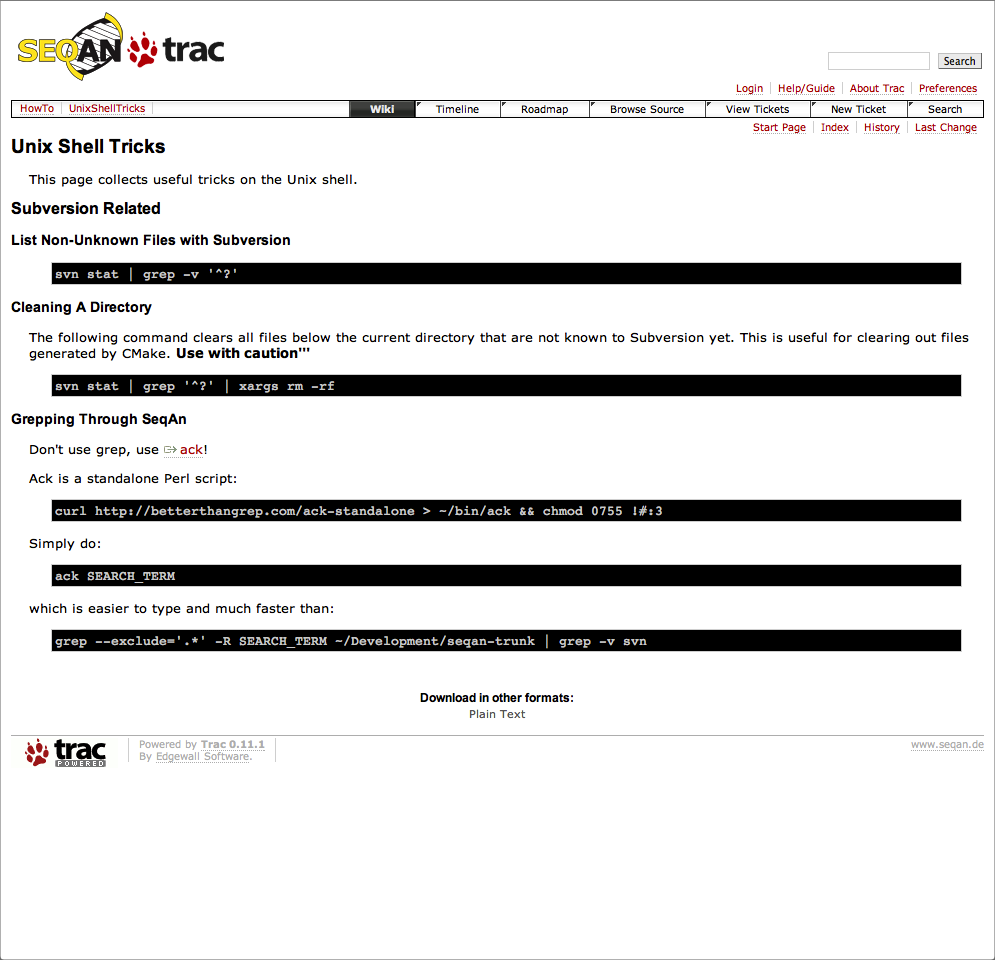 SEQAN trac
Search
Login Help/Guide About Trac Preferences
HowTo UnixShellTricks Wiki Timeline Roadmap Browse Source View Tickets New Ticket Search
Start Page Index History Last Change
Unix Shell Tricks
This page collects useful tricks on the Unix shell.
Subversion Related
List Non-Unknown Files with Subversion
svn stat | grep -v '^?'
Cleaning A Directory
The following command clears all files below the current directory that are not known to Subversion yet. This is useful for clearing out files
generated by CMake. Use with caution'''
svn stat | grep '^?' | xargs rm -rf
Grepping Through SeqAn
Don't use grep, use ack!
Ack is a standalone Perl script:
curl http://betterthangrep.com/ack-standalone > ~/bin/ack && chmod 0755 !#:3
Simply do:
ack SEARCH_TERM
which is easier to type and much faster than:
grep --exclude='.*' -R SEARCH_TERM ~/Development/seqan-trunk | grep -v svn
Download in other formats:
Plain Text
trac POWERED
Powered by Trac 0.11.1
By Edgewall Software.
www.seqan.de